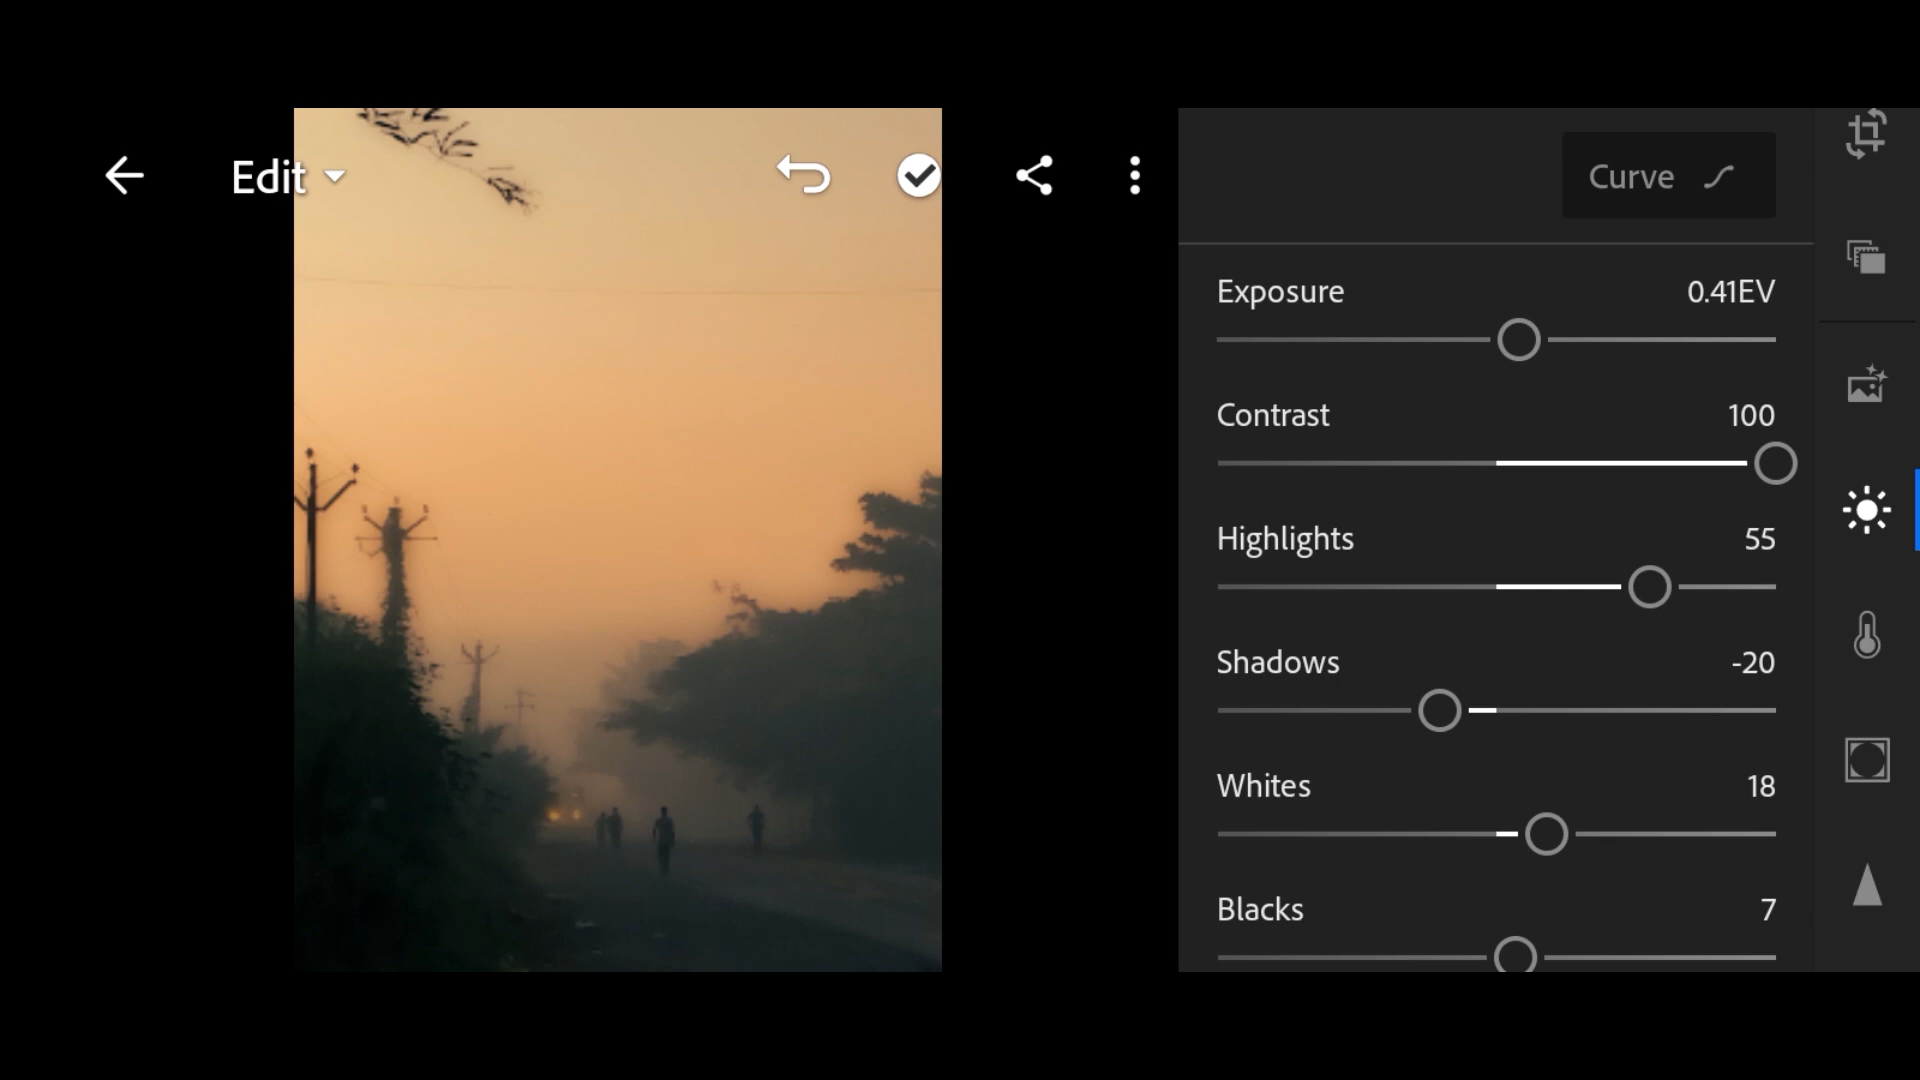 Edit
Curve
Exposure 0.41EV
Contrast 100
Highlights 55
Shadows -20
Whites 18
Blacks 7